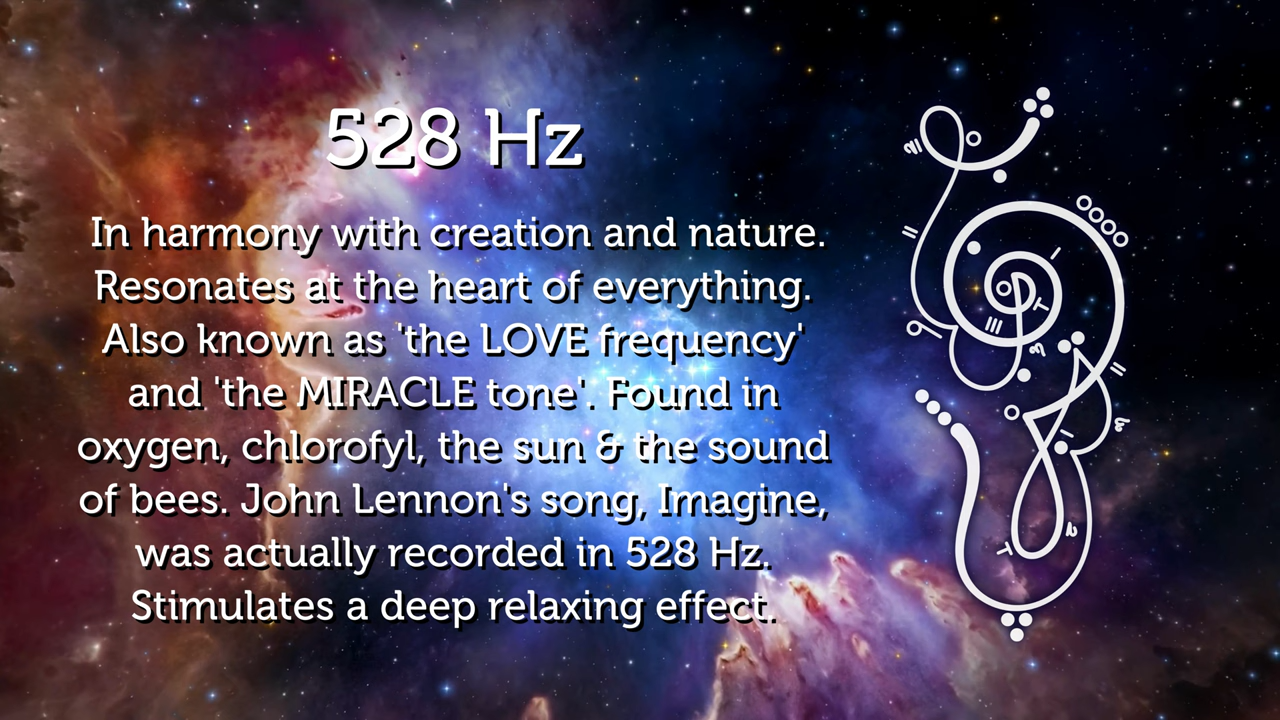 528 Hz
In harmony with creation and nature.
Resonates at the heart of everything.
Also known as 'the LOVE frequency'
and 'the MIRACLE tone'. Found in
oxygen, chlorofyl, the sun & the sound
of bees. John Lennon's song, Imagine,
was actually recorded in 528 Hz.
Stimulates a deep relaxing effect.